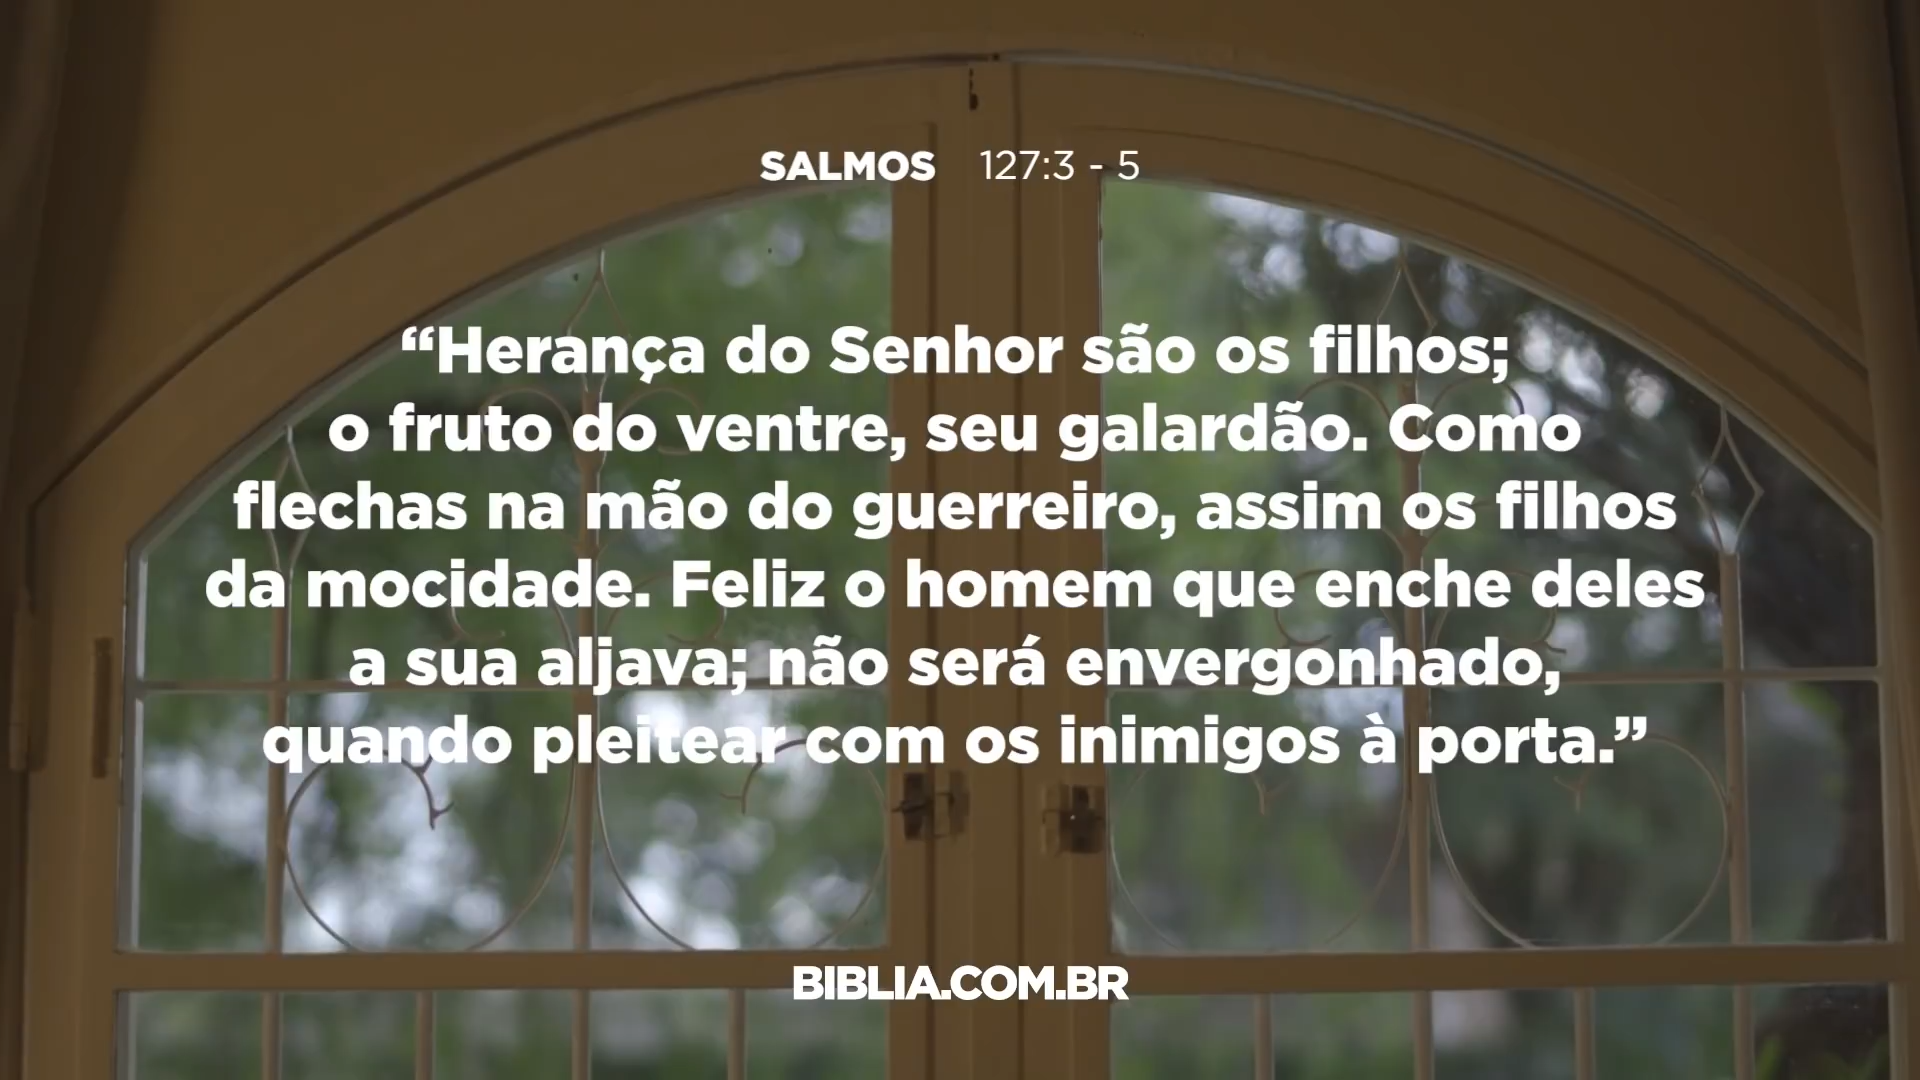 SALMOS 127:3 - 5
“Herança do Senhor são os filhos;
o fruto do ventre, seu galardão. Como
flechas na mão do guerreiro, assim os filhos
da mocidade. Feliz o homem que enche deles
a sua aljava; não será envergonhado,
quando pleitear com os inimigos à porta.”
BIBLIA.COM.BR